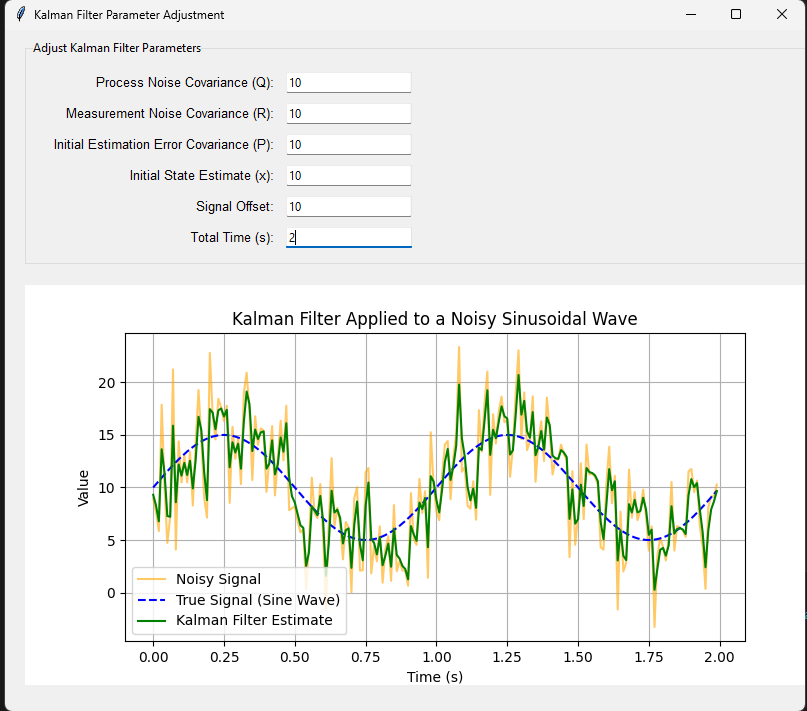 Kalman Filter Parameter Adjustment
Adjust Kalman Filter Parameters
Process Noise Covariance (Q): 10
Measurement Noise Covariance (R): 10
Initial Estimation Error Covariance (P): 10
Initial State Estimate (x): 10
Signal Offset: 10
Total Time (s): 2
Kalman Filter Applied to a Noisy Sinusoidal Wave
20
15
10
5
0
Value
Noisy Signal
True Signal (Sine Wave)
Kalman Filter Estimate
0.00 0.25 0.50 0.75 1.00 1.25 1.50 1.75 2.00
Time (s)